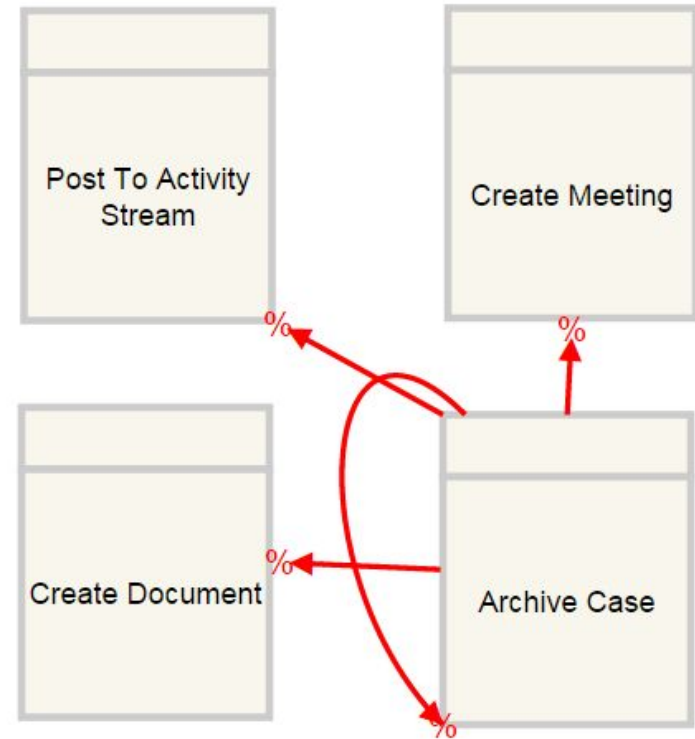 Post To Activity
Stream
Create Meeting
%
%
%
Create Document
Archive Case
%